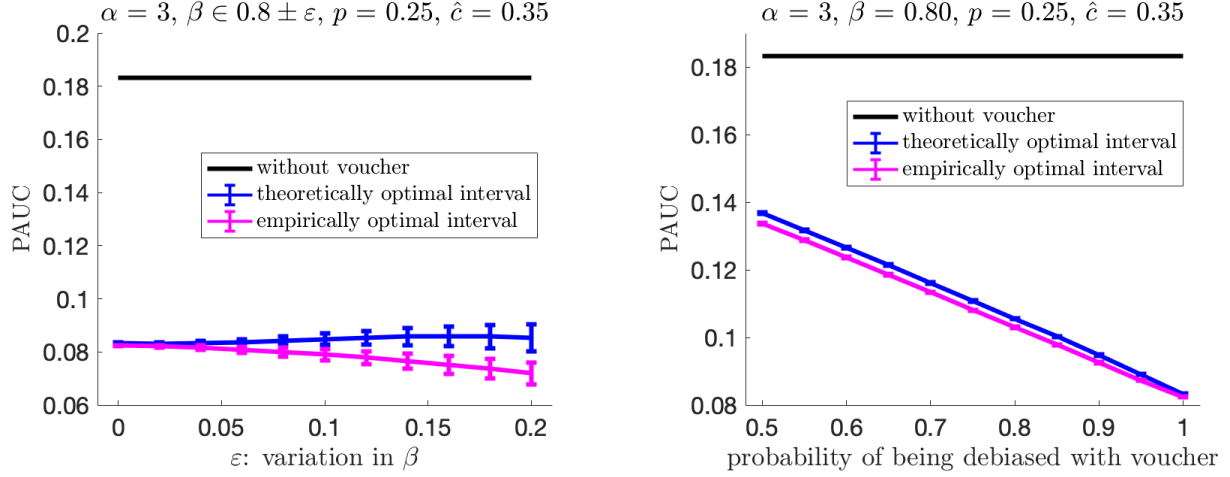 α = 3, β ∈ 0.8 ± ε, p = 0.25, ĉ = 0.35
0.2
0.18
0.16
0.14
0.12
0.1
0.08
0.06
PAUC
without voucher
theoretically optimal interval
empirically optimal interval
0
0.05
0.1
0.15
0.2
ε: variation in β
α = 3, β = 0.80, p = 0.25, ĉ = 0.35
0.18
0.16
0.14
0.12
0.1
0.08
PAUC
without voucher
theoretically optimal interval
empirically optimal interval
0.5
0.6
0.7
0.8
0.9
1
probability of being debiased with voucher